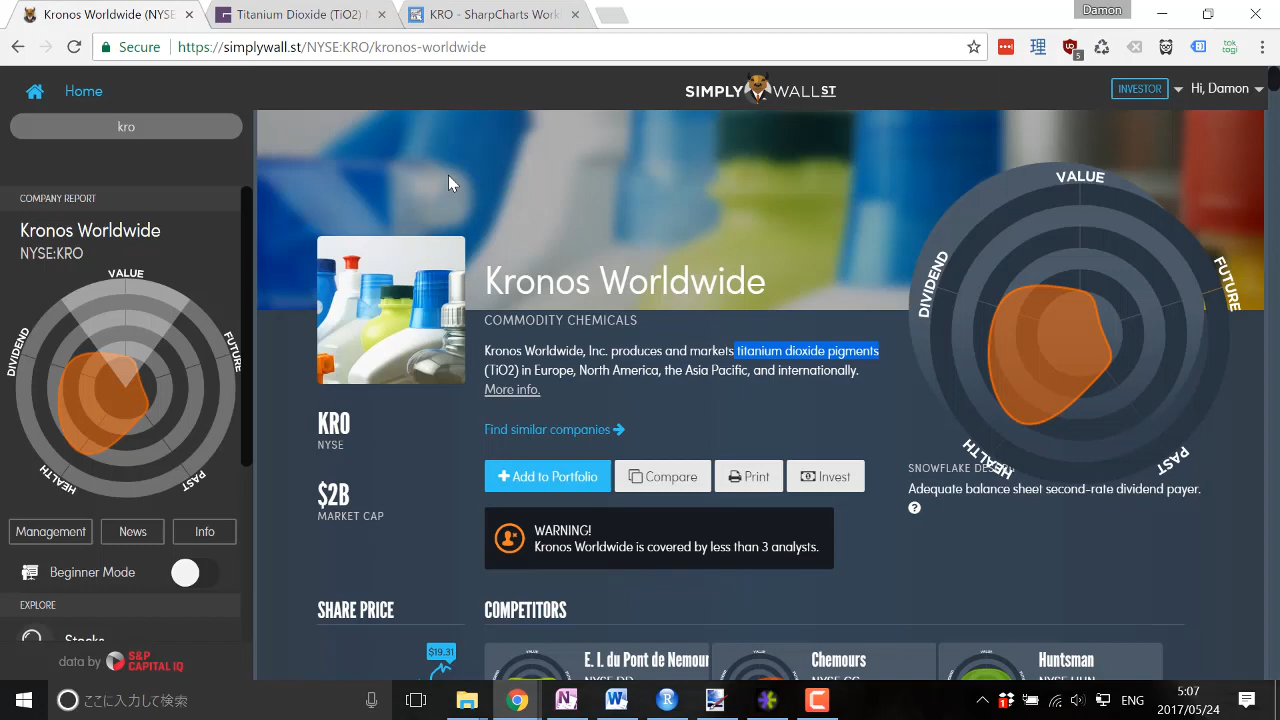 Kronos Worldwide (NYSE
Titanium Dioxide (TiO2) M
KRO - SharpCharts Work
Damon
Secure
https://simplywall.st/NYSE:KRO/kronos-worldwide
理
5
tok
tagi
Home
SIMPLY WALL ST
INVESTOR
Hi, Damon
kro
COMPANY REPORT
Kronos Worldwide
NYSE:KRO
VALUE
FUTURE
PAST
HEALTH
DIVIDEND
Management
News
Info
Beginner Mode
EXPLORE
Stocks
data by S&P CAPITAL IQ
Kronos Worldwide
COMMODITY CHEMICALS
Kronos Worldwide, Inc. produces and markets titanium dioxide pigments
(TiO2) in Europe, North America, the Asia Pacific, and internationally.
More info.
KRO
NYSE
$2B
MARKET CAP
Find similar companies
Add to Portfolio
Compare
Print
Invest
WARNING!
Kronos Worldwide is covered by less than 3 analysts.
VALUE
FUTURE
PAST
HEALTH
DIVIDEND
Adequate balance sheet second-rate dividend payer.
SHARE PRICE
$19.31
COMPETITORS
VALUE
E. I. du Pont de Nemour
VALUE
Chemours
VALUE
Huntsman
ここに入力して検索
ENG
5:07
2017/05/24